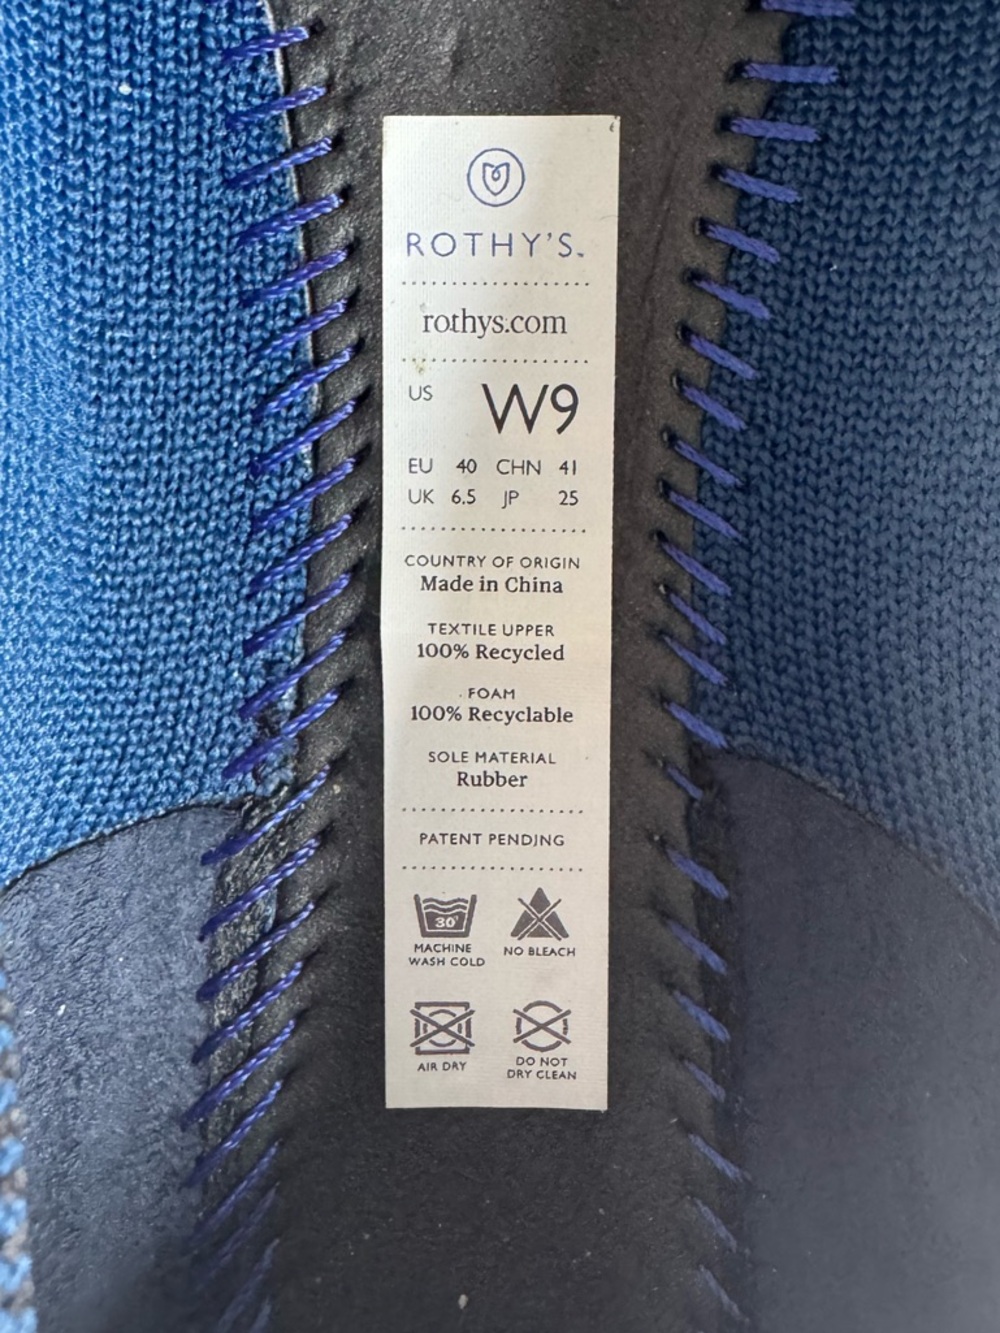 ROTHY'S™
rothys.com
US W9
EU 40 CHN 41
UK 6.5 JP 25
COUNTRY OF ORIGIN
Made in China
TEXTILE UPPER
100% Recycled
FOAM
100% Recyclable
SOLE MATERIAL
Rubber
PATENT PENDING
30°
MACHINE
WASH COLD
NO BLEACH
AIR DRY
DO NOT
DRY CLEAN